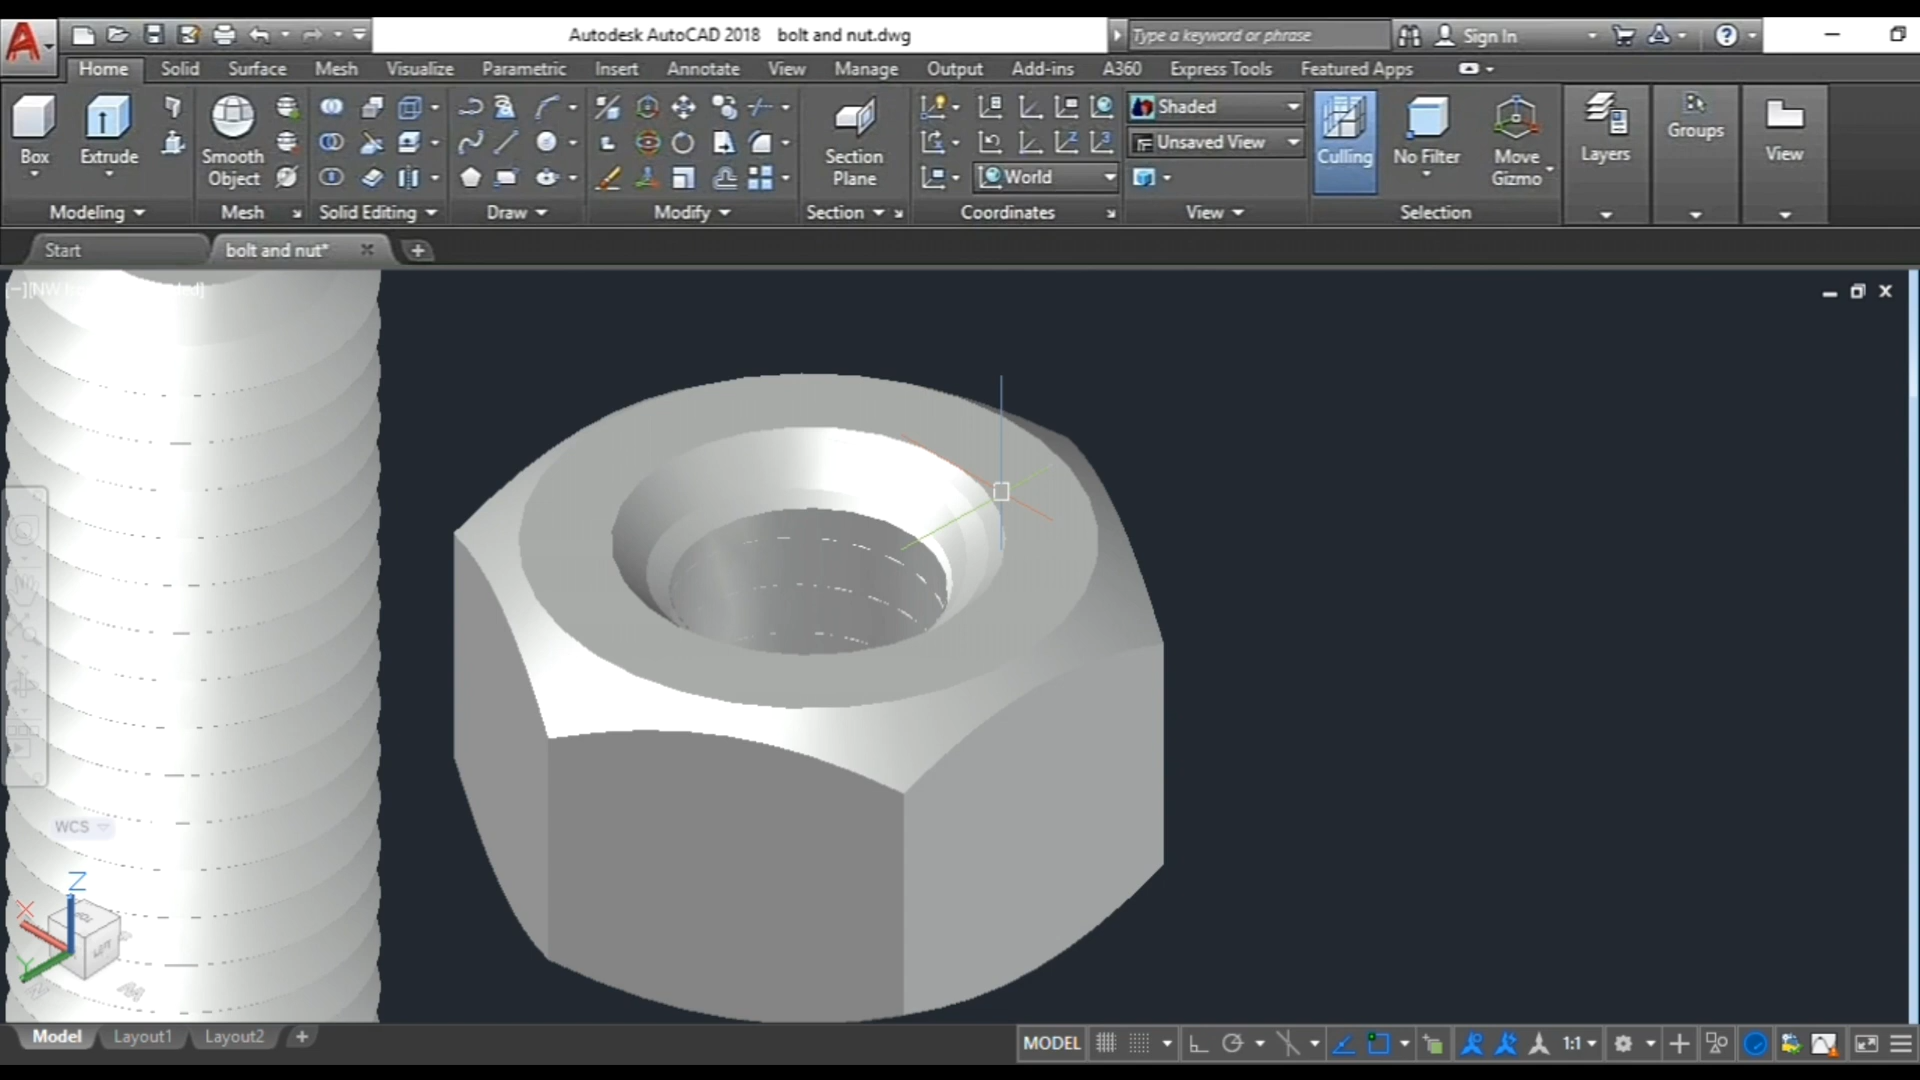 Autodesk AutoCAD 2018 bolt and nut.dwg
Type a keyword or phrase
Sign In
Home Solid Surface Mesh Visualize Parametric Insert Annotate View Manage Output Add-ins A360 Express Tools Featured Apps
Box Extrude Smooth Object Section Plane World Shaded Unsaved View Culling No Filter Move Gizmo Layers Groups View
Modeling Mesh Solid Editing Draw Modify Section Coordinates View Selection
Start bolt and nut* +
[−][NW
WCS
Z
X
Y
LEFT
Model Layout1 Layout2 +
MODEL 1:1